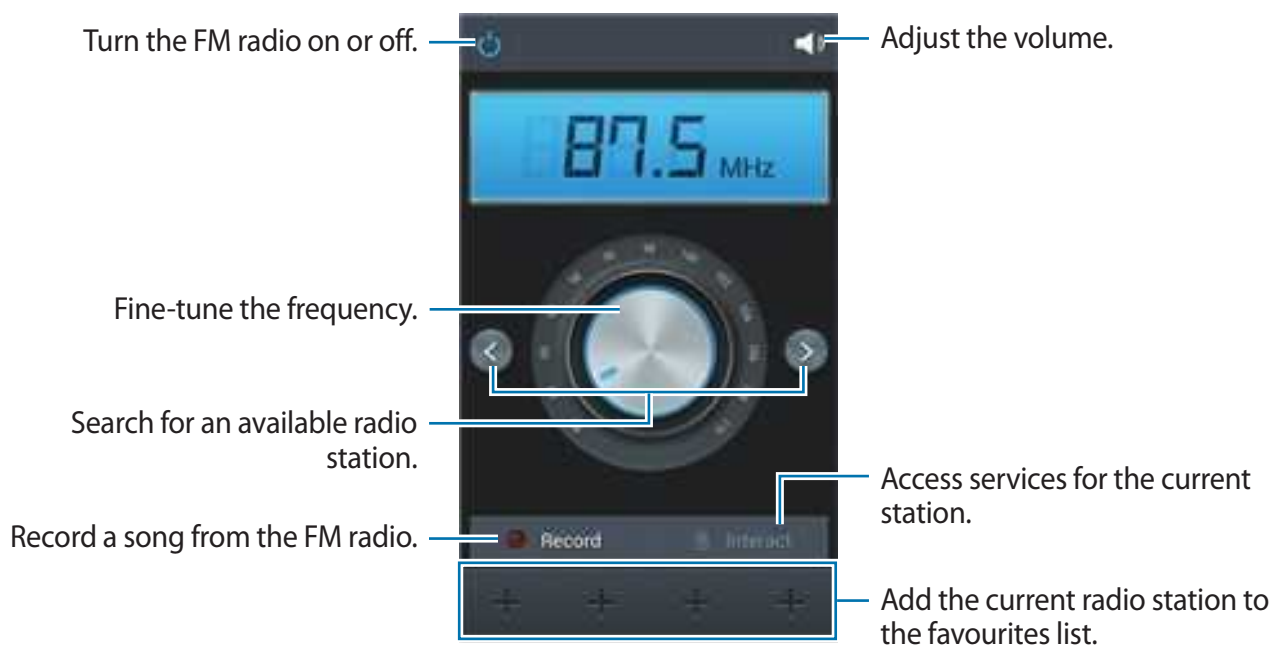 Turn the FM radio on or off.
Adjust the volume.
87.5 MHz
Fine-tune the frequency.
Search for an available radio
station.
Access services for the current
station.
Record a song from the FM radio.
Record
Interact
Add the current radio station to
the favourites list.